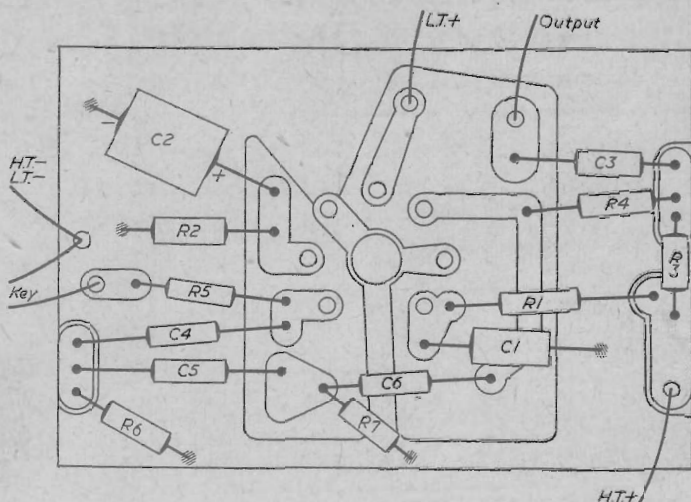 L.T.+
Output
C2
−
+
H.T.−
L.T.−
C3
R4
R2
R3
Key
R5
R1
C4
C1
C5
C6
R6
R7
H.T.+